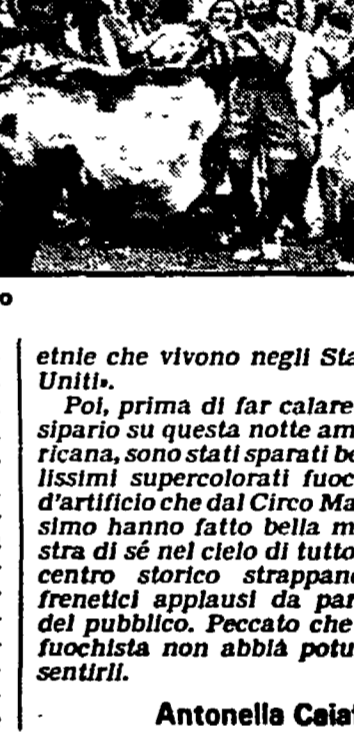 o
etnie che vivono negli Sta
Uniti».
Poi, prima di far calare
sipario su questa notte am
ricana, sono stati sparati be
lissimi supercolorati fuoc
d'artificio che dal Circo Ma
simo hanno fatto bella m
stra di sé nel cielo di tutto
centro storico strappand
frenetici applausi da par
del pubblico. Peccato che
fuochista non abbia potu
sentirli.
Antonella Caiaf